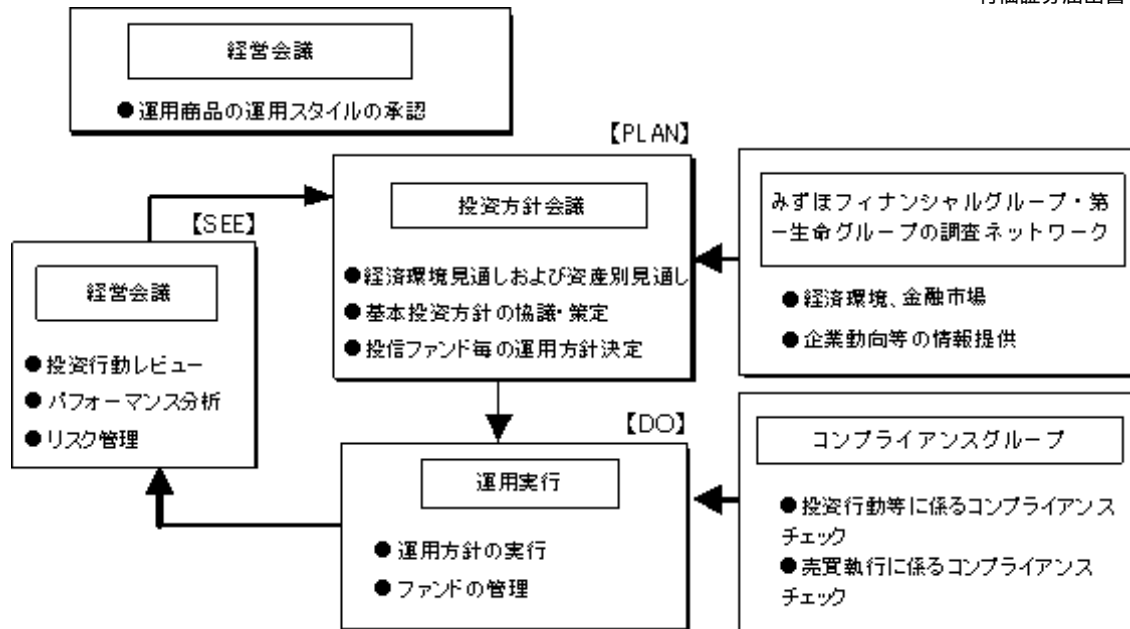 有価証券届出書
経営会議
●運用商品の運用スタイルの承認
【PLAN】
投資方針会議
●経済環境見通しおよび資産別見通し
●基本投資方針の協議・策定
●投信ファンド毎の運用方針決定
みずほフィナンシャルグループ・第
一生命グループの調査ネットワーク
●経済環境、金融市場
●企業動向等の情報提供
【SEE】
経営会議
●投資行動レビュー
●パフォーマンス分析
●リスク管理
【DO】
運用実行
●運用方針の実行
●ファンドの管理
コンプライアンスグループ
●投資行動等に係るコンプライアンス
チェック
●売買執行に係るコンプライアンス
チェック